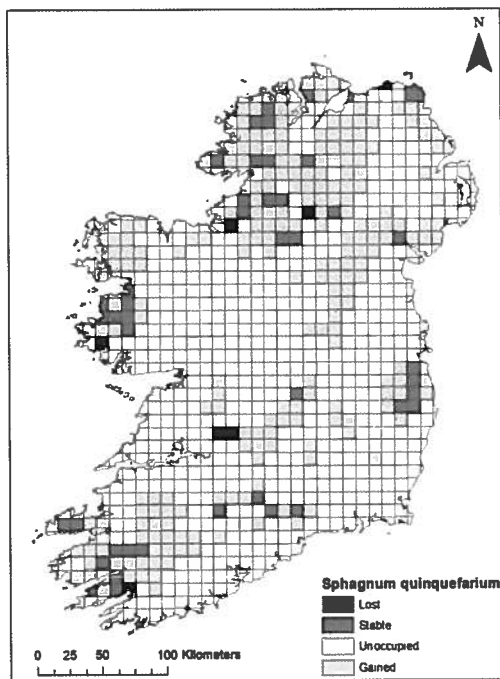 N
Sphagnum quinquefarium
Lost
Stable
Unoccupied
Gained
0 25 50 100 Kilometers